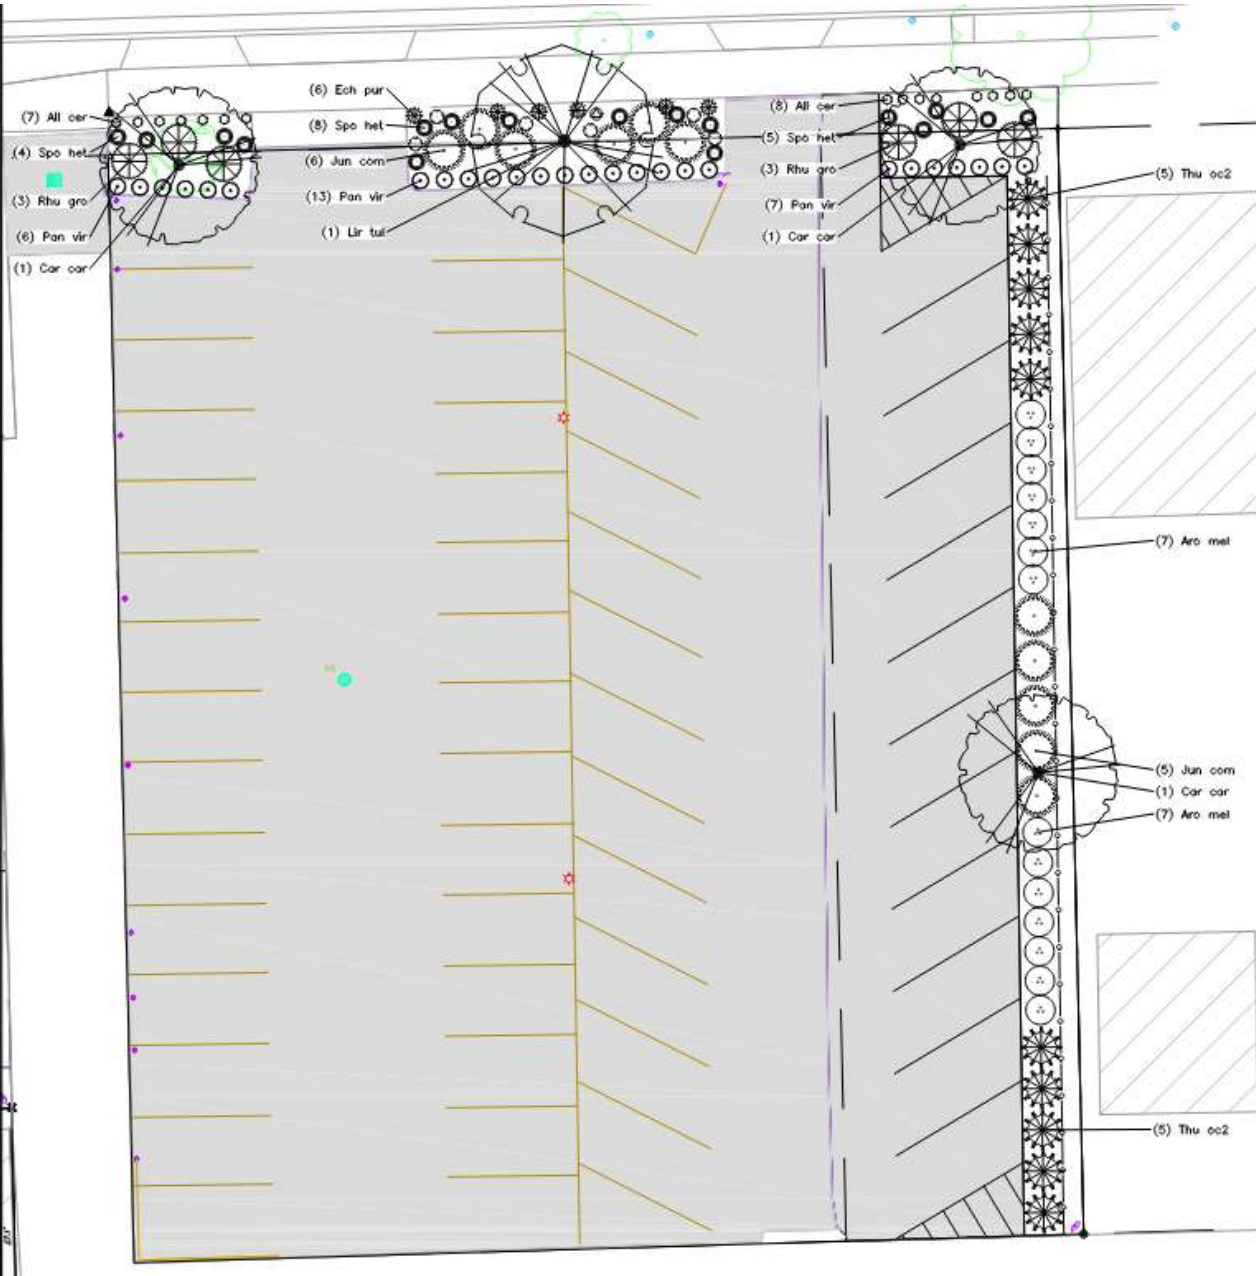 (7) All cer
(4) Spo het
(3) Rhu gro
(6) Pan vir
(1) Car car
(6) Ech pur
(8) Spo het
(6) Jun com
(13) Pan vir
(1) Lir tul
(8) All cer
(5) Spo het
(3) Rhu gro
(7) Pan vir
(1) Car car
(5) Thu oc2
(7) Aro mel
(5) Jun com
(1) Car car
(7) Aro mel
(5) Thu oc2